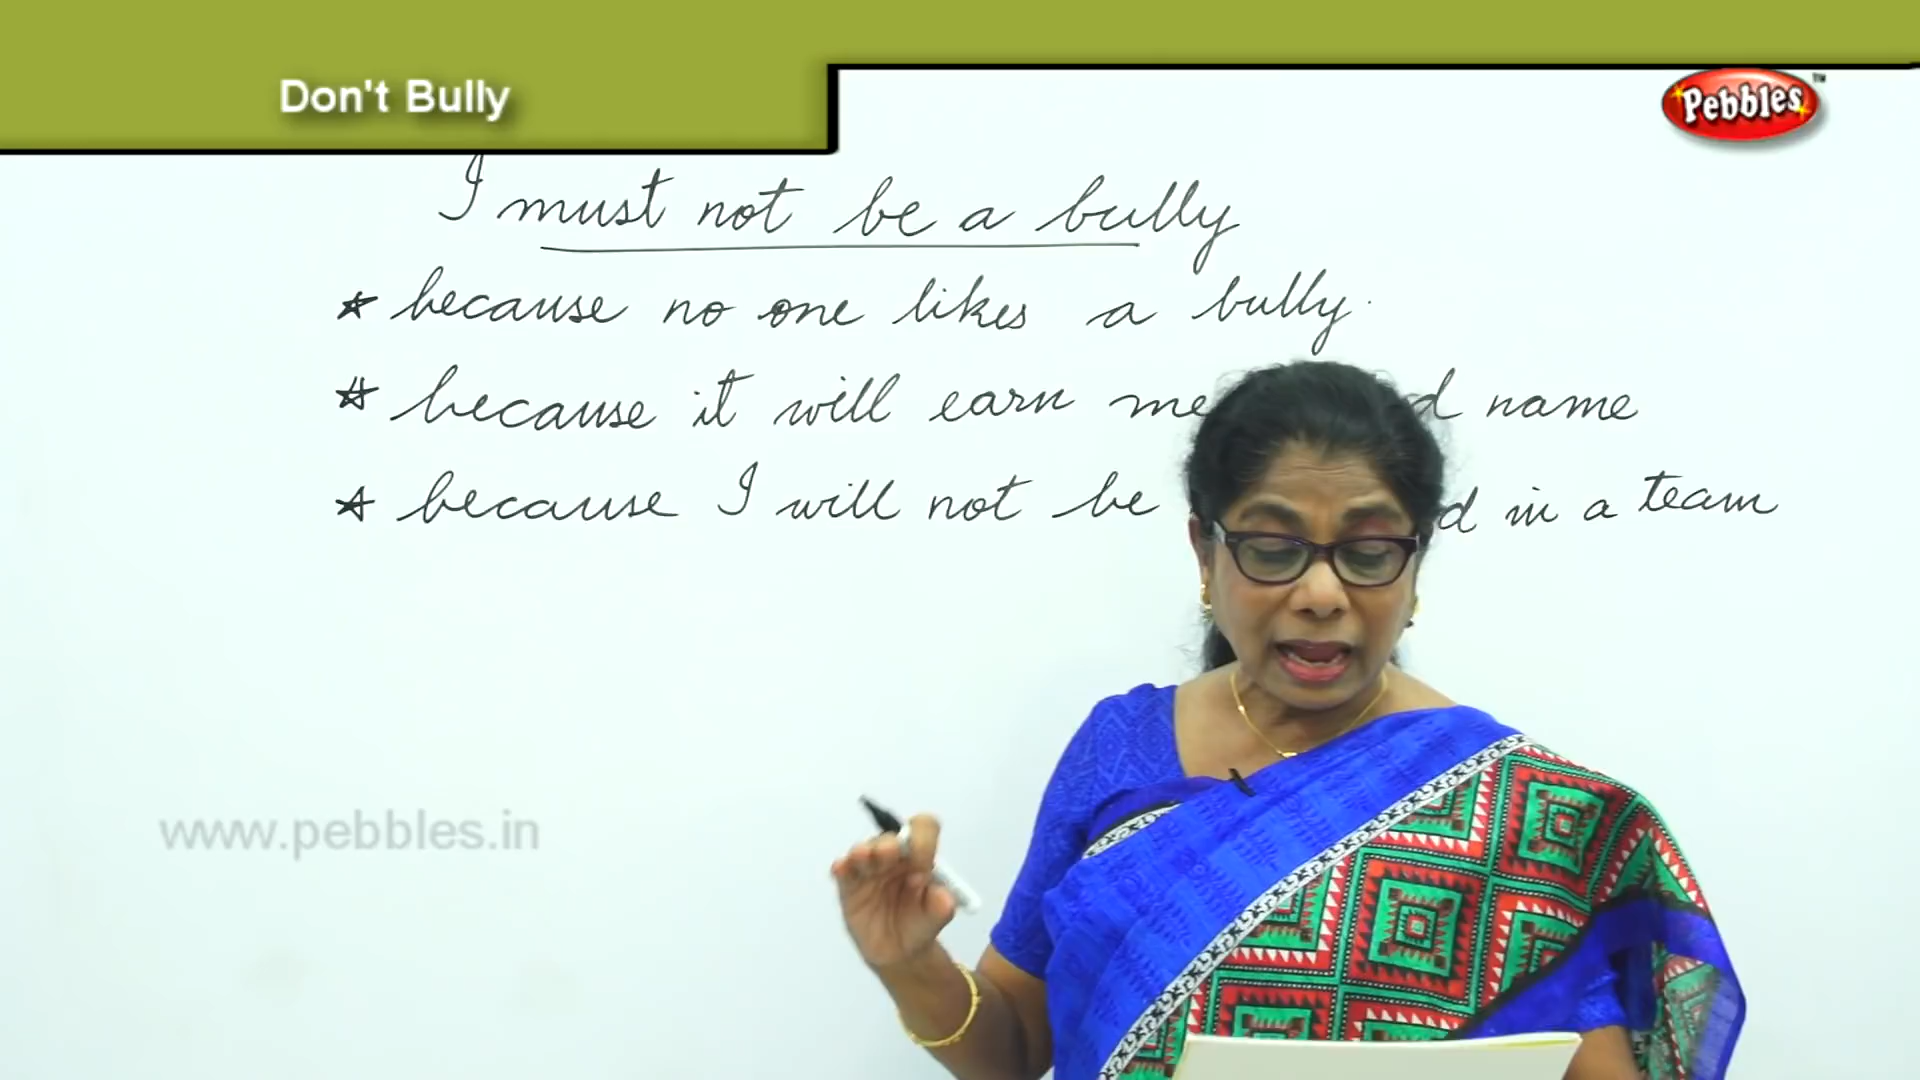 Don't Bully
Pebbles™
I must not be a bully
* because no one likes a bully.
* because it will earn me name
* because I will not be in a team
www.pebbles.in